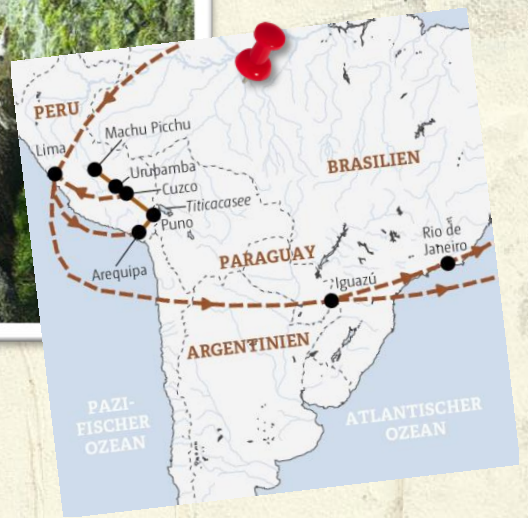 PERU
Machu Picchu
Lima
Urubamba
Cuzco
Titicacasee
Puno
Arequipa
BRASILIEN
PARAGUAY
Rio de
Janeiro
Iguazú
ARGENTINIEN
PAZI-
FISCHER
OZEAN
ATLANTISCHER
OZEAN